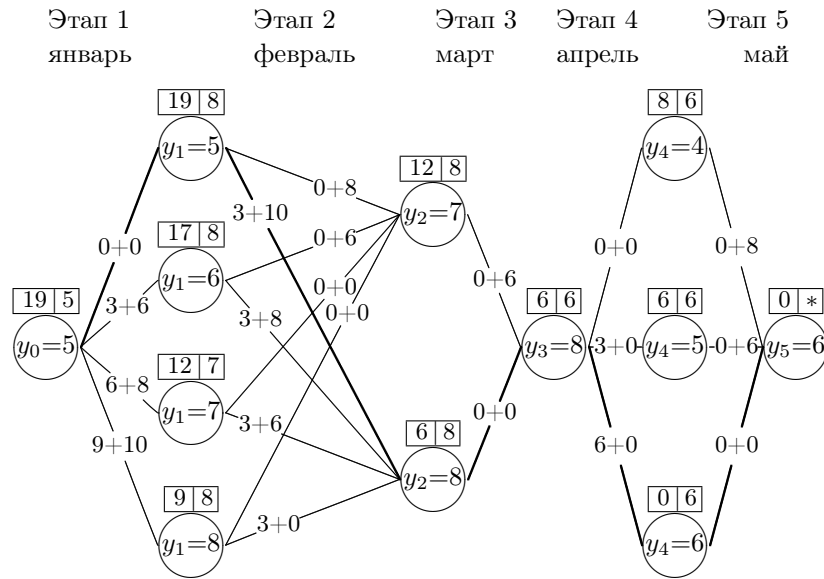 Этап 1 Этап 2 Этап 3 Этап 4 Этап 5
январь февраль март апрель май
19 8
8 6
y₁=5
y₄=4
12 8
0+8
3+10
y₂=7
17 8
0+0
0+6
0+0
0+8
y₁=6
0+6
19 5
3+6
0+0
6 6
6 6
0 *
3+8
0+0
y₀=5
y₃=8
3+0
y₄=5
0+6
y₅=6
12 7
6+8
y₁=7
3+6
0+0
9+10
6 8
6+0
0+0
y₂=8
9 8
0 6
3+0
y₁=8
y₄=6